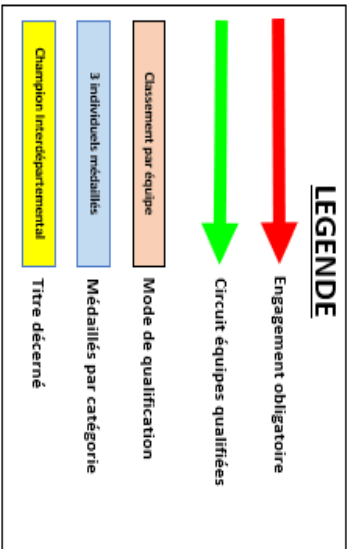 LEGENDE
Engagement obligatoire
Circuit équipes qualifiées
Classement par équipe
Mode de qualification
3 individuels médaillés
Médaillés par catégorie
Champion Interdépartemental
Titre décerné